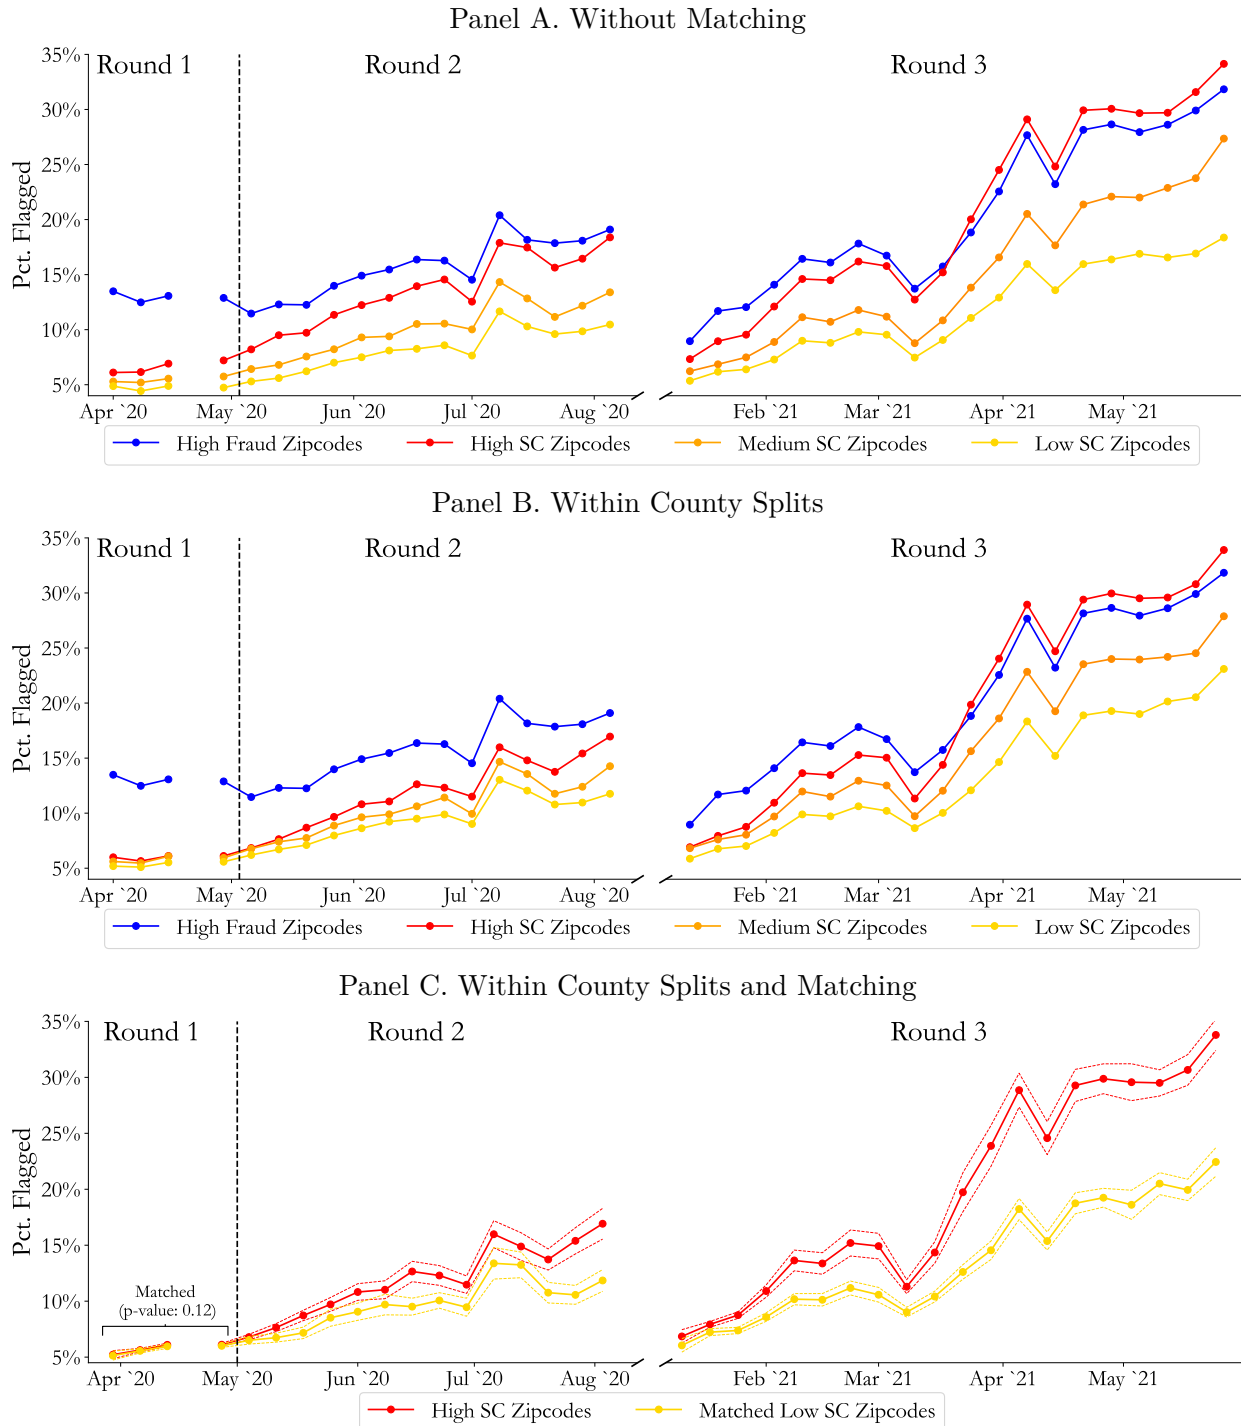 Panel A. Without Matching
Round 1 Round 2 Round 3
35%
30%
25%
20%
15%
10%
5%
Pct. Flagged
Apr `20 May `20 Jun `20 Jul `20 Aug `20 Feb `21 Mar `21 Apr `21 May `21
High Fraud Zipcodes High SC Zipcodes Medium SC Zipcodes Low SC Zipcodes
Panel B. Within County Splits
Round 1 Round 2 Round 3
35%
30%
25%
20%
15%
10%
5%
Pct. Flagged
Apr `20 May `20 Jun `20 Jul `20 Aug `20 Feb `21 Mar `21 Apr `21 May `21
High Fraud Zipcodes High SC Zipcodes Medium SC Zipcodes Low SC Zipcodes
Panel C. Within County Splits and Matching
Round 1 Round 2 Round 3
35%
30%
25%
20%
15%
10%
5%
Pct. Flagged
Matched
(p-value: 0.12)
Apr `20 May `20 Jun `20 Jul `20 Aug `20 Feb `21 Mar `21 Apr `21 May `21
High SC Zipcodes Matched Low SC Zipcodes